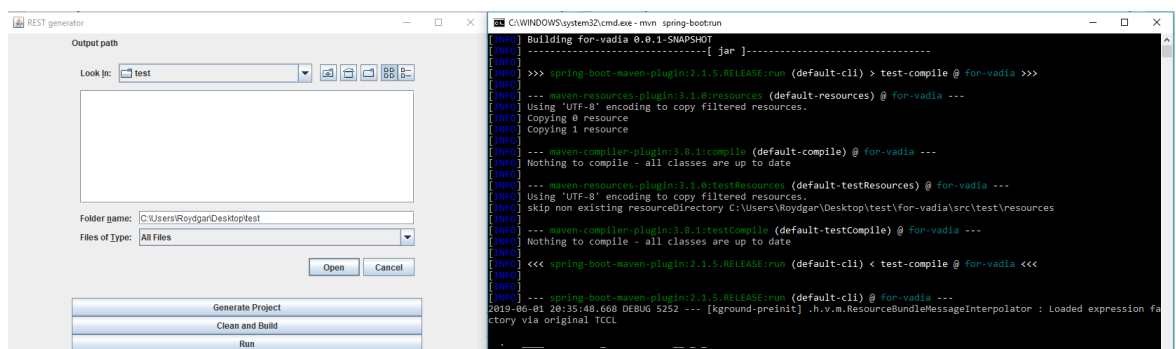 REST generator
Output path
Look In: test
Folder name: C:\Users\Roydgar\Desktop\test
Files of Type: All Files
Open Cancel
Generate Project
Clean and Build
Run
C:\WINDOWS\system32\cmd.exe - mvn spring-boot:run
[INFO] Building for-vadia 0.0.1-SNAPSHOT
[INFO] --------------------------------[ jar ]---------------------------------
[INFO]
[INFO] >>> spring-boot-maven-plugin:2.1.5.RELEASE:run (default-cli) > test-compile @ for-vadia >>>
[INFO]
[INFO] --- maven-resources-plugin:3.1.0:resources (default-resources) @ for-vadia ---
[INFO] Using 'UTF-8' encoding to copy filtered resources.
[INFO] Copying 0 resource
[INFO] Copying 1 resource
[INFO]
[INFO] --- maven-compiler-plugin:3.8.1:compile (default-compile) @ for-vadia ---
[INFO] Nothing to compile - all classes are up to date
[INFO]
[INFO] --- maven-resources-plugin:3.1.0:testResources (default-testResources) @ for-vadia ---
[INFO] Using 'UTF-8' encoding to copy filtered resources.
[INFO] skip non existing resourceDirectory C:\Users\Roydgar\Desktop\test\for-vadia\src\test\resources
[INFO]
[INFO] --- maven-compiler-plugin:3.8.1:testCompile (default-testCompile) @ for-vadia ---
[INFO] Nothing to compile - all classes are up to date
[INFO]
[INFO] <<< spring-boot-maven-plugin:2.1.5.RELEASE:run (default-cli) < test-compile @ for-vadia <<<
[INFO]
[INFO]
[INFO] --- spring-boot-maven-plugin:2.1.5.RELEASE:run (default-cli) @ for-vadia ---
2019-06-01 20:35:48.668 DEBUG 5252 --- [kground-preinit] .h.v.m.ResourceBundleMessageInterpolator : Loaded expression fa
ctory via original TCCL